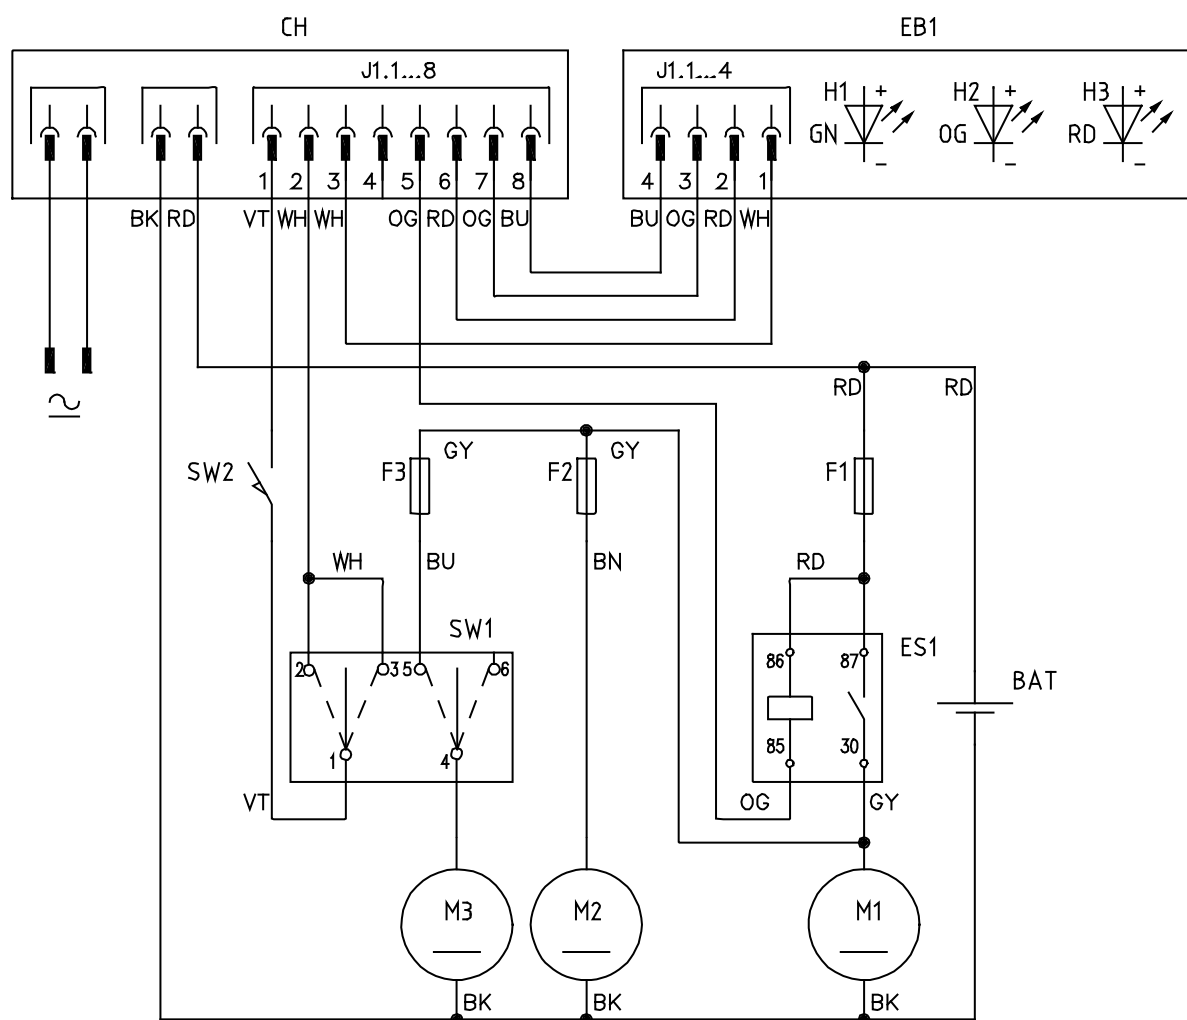 CH EB1
J1.1...8 J1.1...4
H1 + H2 + H3 +
GN OG RD
- - -
1 2 3 4 5 6 7 8 4 3 2 1
BK RD VT WH WH OG RD OG BU BU OG RD WH
RD RD
GY GY
SW2 F3 F2 F1
WH BU BN RD
SW1 ES1
2 3 5 6 86 87
BAT
1 4 85 30
VT OG GY
M3 M2 M1
BK BK BK